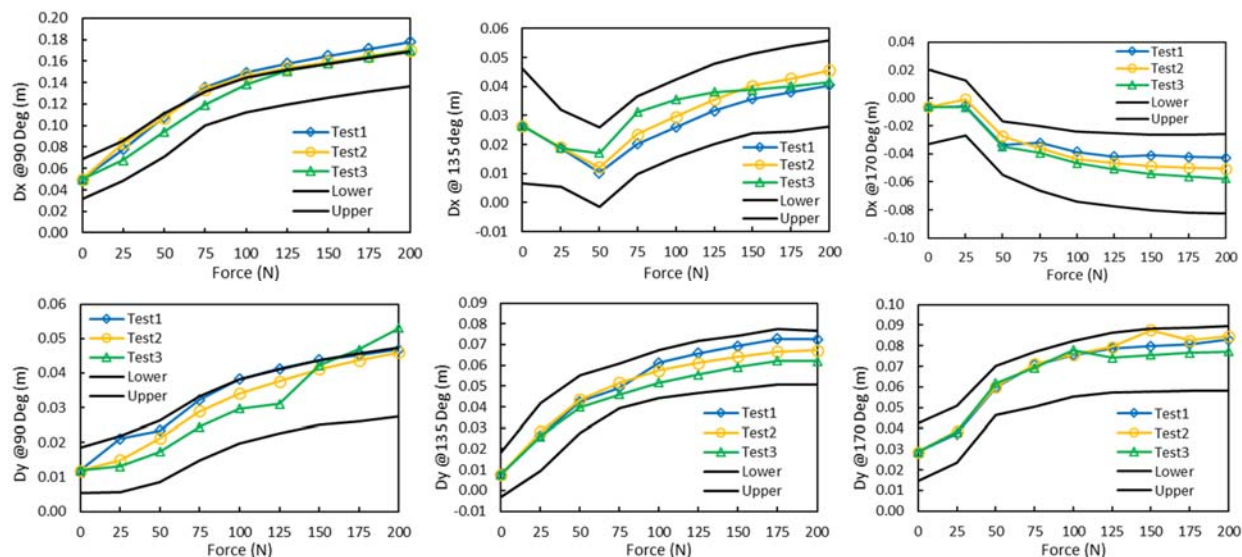 Dx @90 Deg (m)
0.20
0.18
0.16
0.14
0.12
0.10
0.08
0.06
0.04
0.02
0.00
0 25 50 75 100 125 150 175 200
Force (N)
Test1
Test2
Test3
Lower
Upper
Dx @ 135 deg (m)
0.06
0.05
0.04
0.03
0.02
0.01
0.00
-0.01
0 25 50 75 100 125 150 175 200
Force (N)
Test1
Test2
Test3
Lower
Upper
Dx @170 Deg (m)
0.04
0.02
0.00
-0.02
-0.04
-0.06
-0.08
-0.10
0 25 50 75 100 125 150 175 200
Force (N)
Test1
Test2
Test3
Lower
Upper
Dy @90 Deg (m)
0.06
0.05
0.04
0.03
0.02
0.01
0.00
0 25 50 75 100 125 150 175 200
Force (N)
Test1
Test2
Test3
Lower
Upper
Dy @135 Deg (m)
0.09
0.08
0.07
0.06
0.05
0.04
0.03
0.02
0.01
0.00
-0.01
0 25 50 75 100 125 150 175 200
Force (N)
Test1
Test2
Test3
Lower
Upper
Dy @170 Deg (m)
0.10
0.09
0.08
0.07
0.06
0.05
0.04
0.03
0.02
0.01
0.00
0 25 50 75 100 125 150 175 200
Force (N)
Test1
Test2
Test3
Lower
Upper